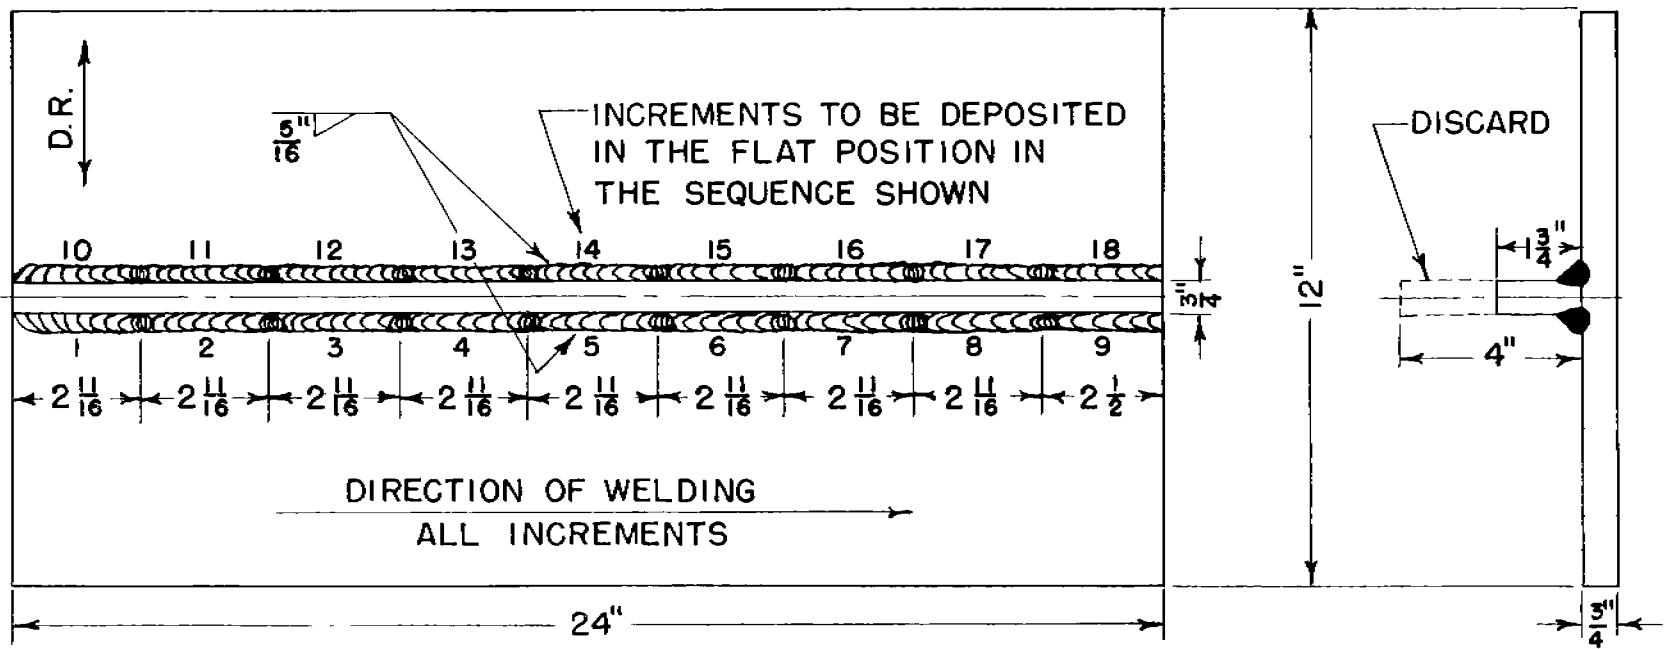 D.R.
5"/16
INCREMENTS TO BE DEPOSITED
IN THE FLAT POSITION IN
THE SEQUENCE SHOWN
DISCARD
10 11 12 13 14 15 16 17 18
1 3/4"
3/4"
12"
1 2 3 4 5 6 7 8 9
4"
2 11/16 2 11/16 2 11/16 2 11/16 2 11/16 2 11/16 2 11/16 2 11/16 2 1/2
DIRECTION OF WELDING
ALL INCREMENTS
24"
3/4"